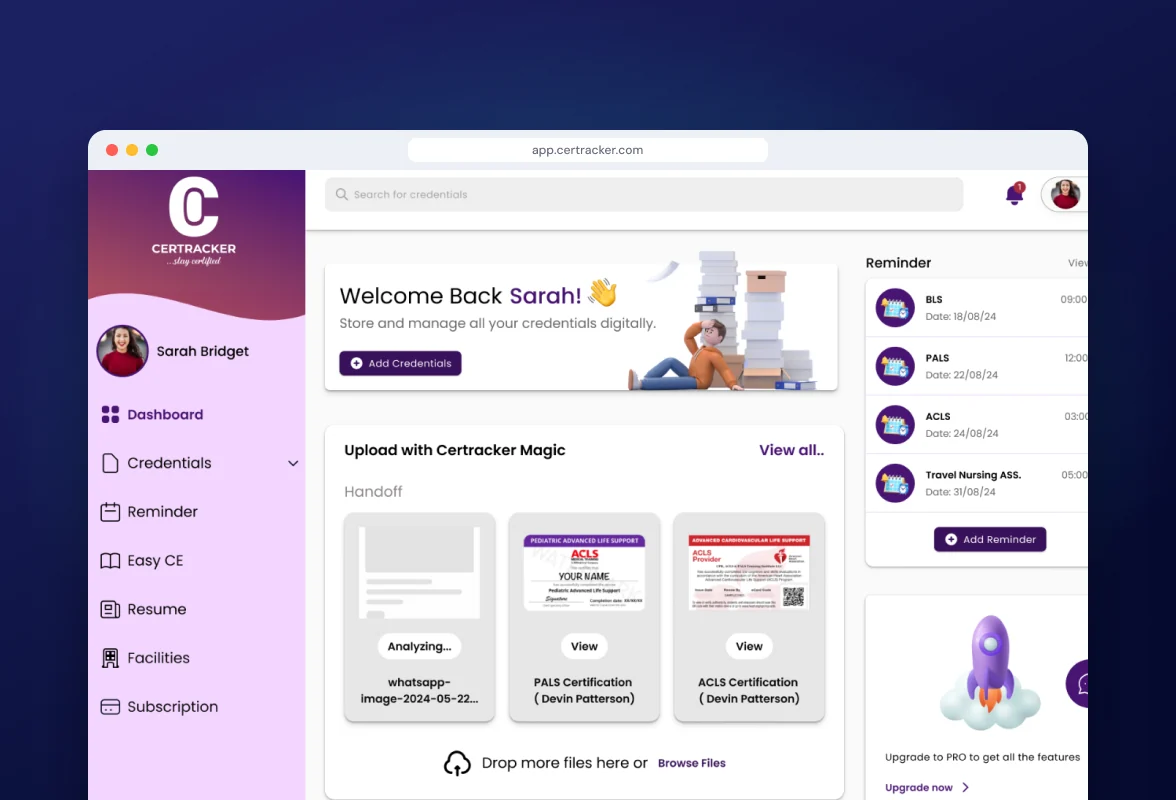 app.certracker.com
CERTRACKER
...stay certified
Sarah Bridget
Dashboard
Credentials
Reminder
Easy CE
Resume
Facilities
Subscription
Search for credentials
1
Welcome Back Sarah! 👋
Store and manage all your credentials digitally.
Add Credentials
Upload with Certracker Magic
View all..
Handoff
Analyzing...
whatsapp-
image-2024-05-22...
PEDIATRIC ADVANCED LIFE SUPPORT
ACLS
YOUR NAME
Pediatric Advanced Life Support
Signature
View
PALS Certification
( Devin Patterson)
ADVANCED CARDIOVASCULAR LIFE SUPPORT
ACLS
Provider
View
ACLS Certification
( Devin Patterson)
Drop more files here or Browse Files
Reminder
View
BLS
09:00
Date: 18/08/24
PALS
12:00
Date: 22/08/24
ACLS
03:00
Date: 24/08/24
Travel Nursing ASS.
05:00
Date: 31/08/24
Add Reminder
Upgrade to PRO to get all the features
Upgrade now